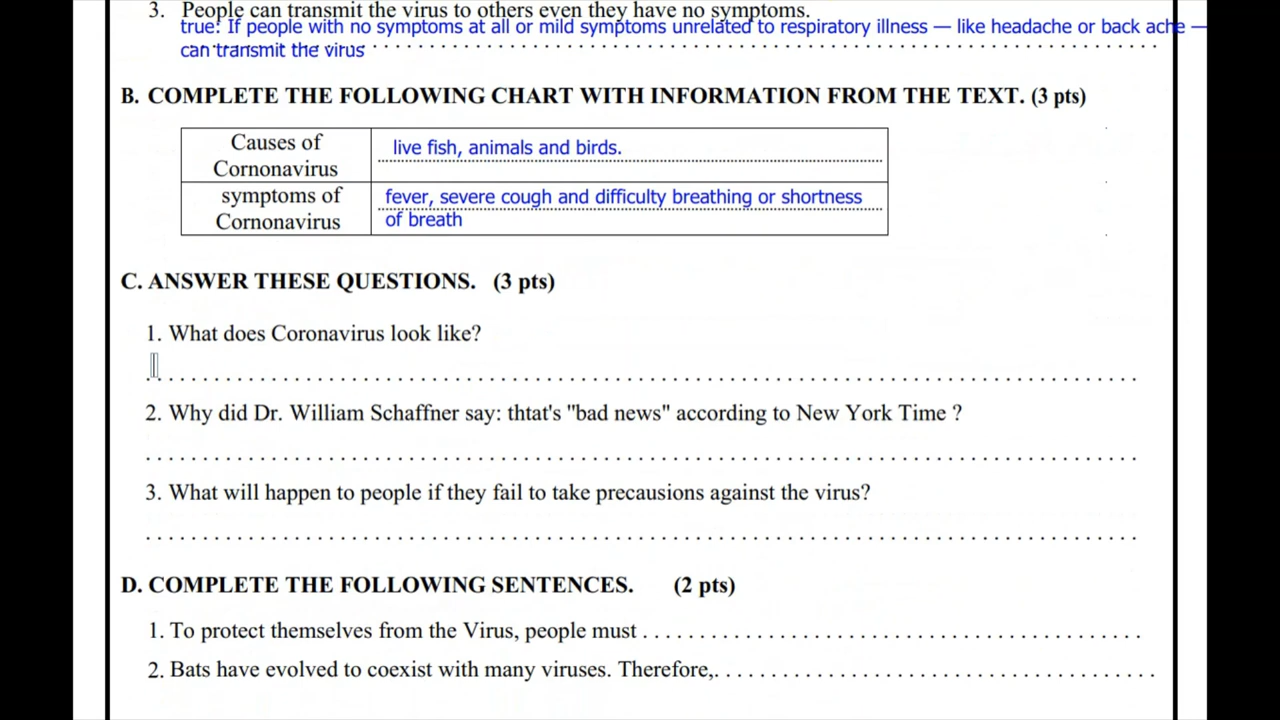 3. People can transmit the virus to others even they have no symptoms.
true: If people with no symptoms at all or mild symptoms unrelated to respiratory illness — like headache or back ache —
can transmit the virus
B. COMPLETE THE FOLLOWING CHART WITH INFORMATION FROM THE TEXT. (3 pts)
Causes of
Cornonavirus
live fish, animals and birds.
symptoms of
Cornonavirus
fever, severe cough and difficulty breathing or shortness
of breath
C. ANSWER THESE QUESTIONS. (3 pts)
1. What does Coronavirus look like?
2. Why did Dr. William Schaffner say: thtat's "bad news" according to New York Time ?
3. What will happen to people if they fail to take precausions against the virus?
D. COMPLETE THE FOLLOWING SENTENCES. (2 pts)
1. To protect themselves from the Virus, people must
2. Bats have evolved to coexist with many viruses. Therefore,